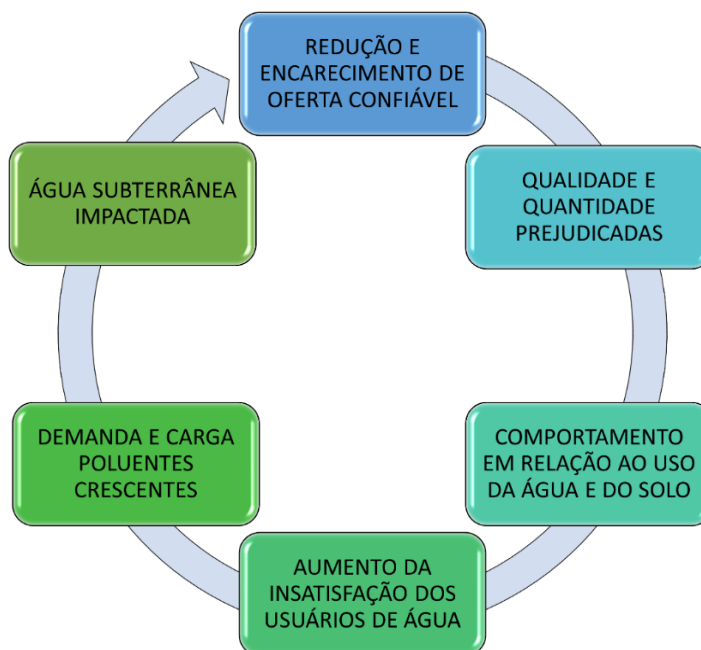 REDUÇÃO E
ENCARECIMENTO DE
OFERTA CONFIÁVEL
QUALIDADE E
QUANTIDADE
PREJUDICADAS
COMPORTAMENTO
EM RELAÇÃO AO USO
DA ÁGUA E DO SOLO
AUMENTO DA
INSATISFAÇÃO DOS
USUÁRIOS DE ÁGUA
DEMANDA E CARGA
POLUENTES
CRESCENTES
ÁGUA SUBTERRÂNEA
IMPACTADA